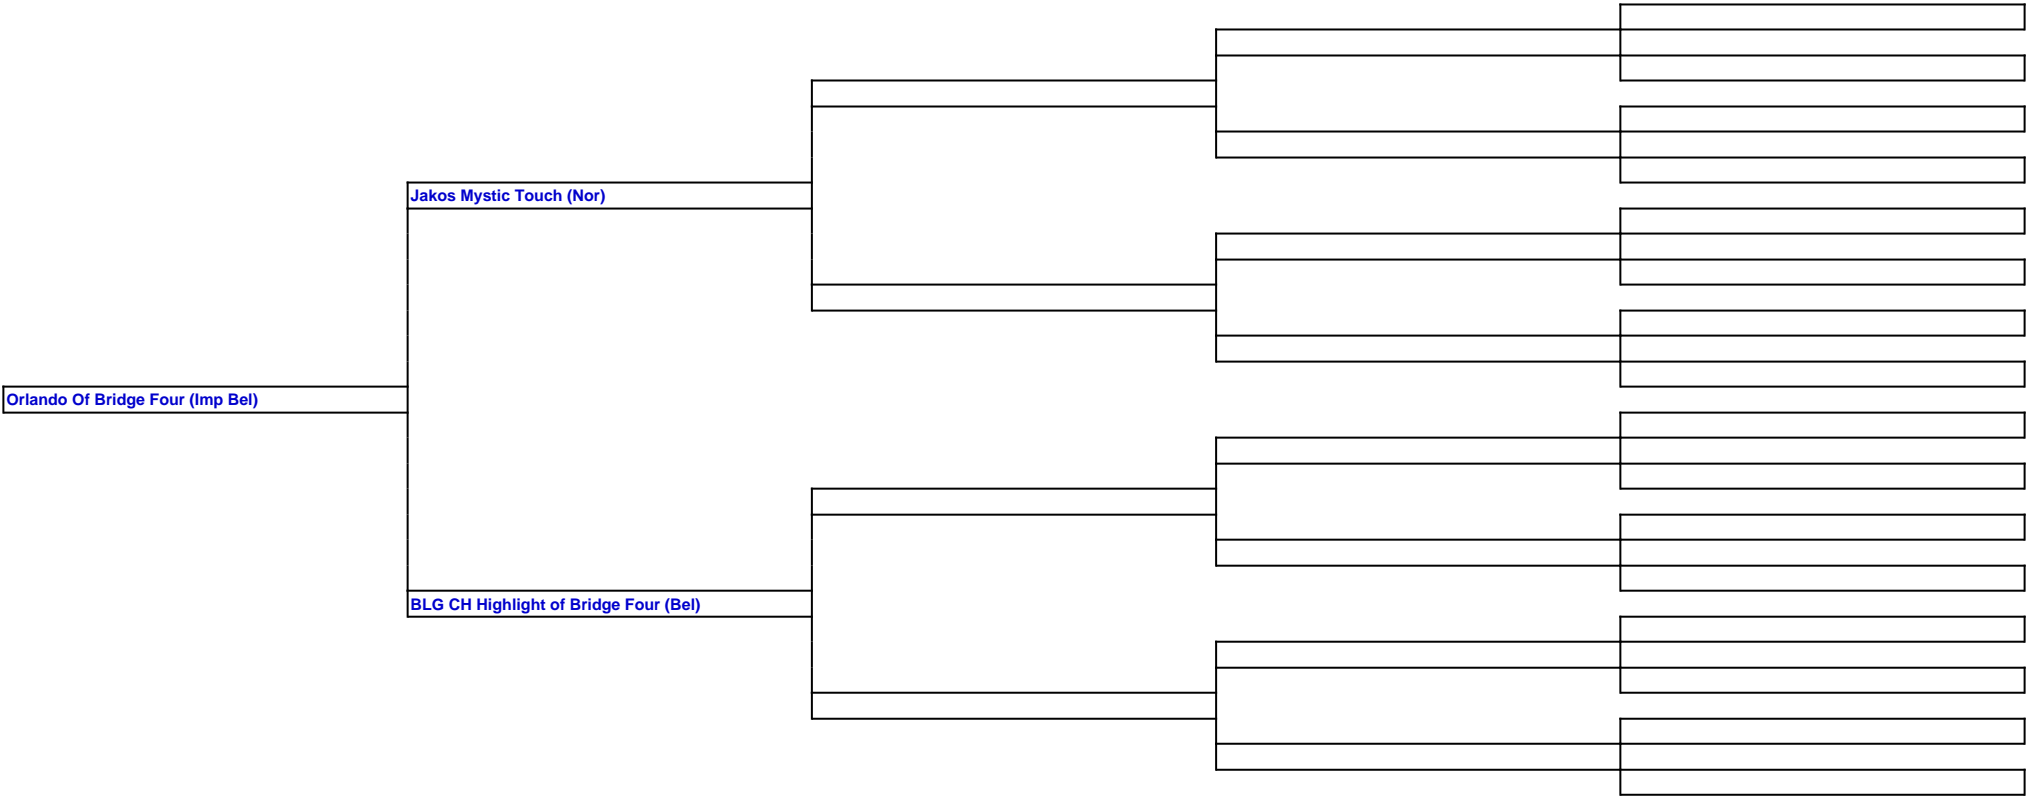 Jakos Mystic Touch (Nor)
Orlando Of Bridge Four (Imp Bel)
BLG CH Highlight of Bridge Four (Bel)